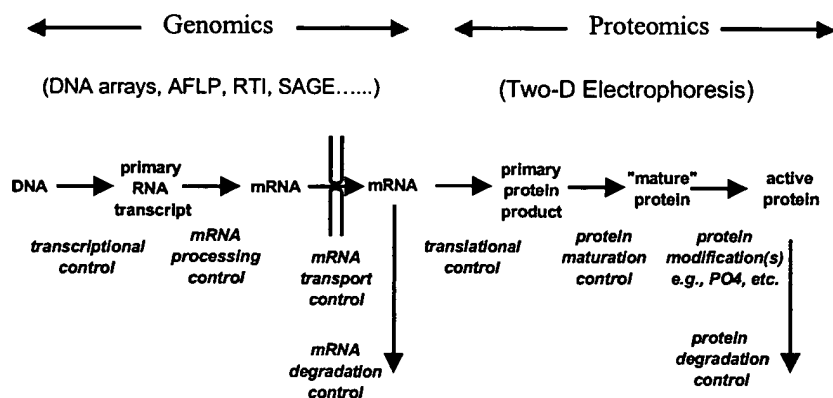 Genomics
Proteomics
(DNA arrays, AFLP, RTI, SAGE…...)
(Two-D Electrophoresis)
DNA
primary
RNA
transcript
mRNA
mRNA
primary
protein
product
"mature"
protein
active
protein
transcriptional
control
mRNA
processing
control
mRNA
transport
control
translational
control
protein
maturation
control
protein
modification(s)
e.g., PO4, etc.
mRNA
degradation
control
protein
degradation
control